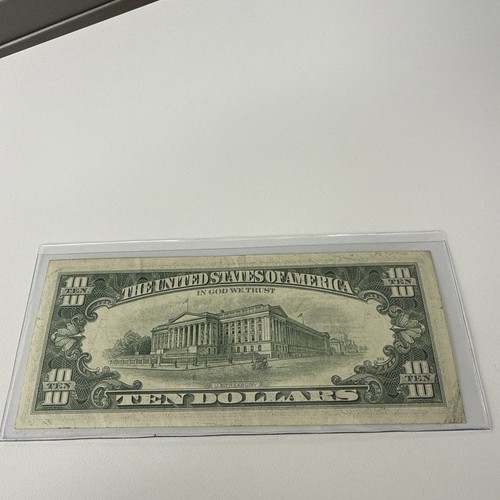 THE UNITED STATES OF AMERICA
IN GOD WE TRUST
10 TEN 10
10 TEN 10
10 TEN 10
10 TEN 10
TEN DOLLARS